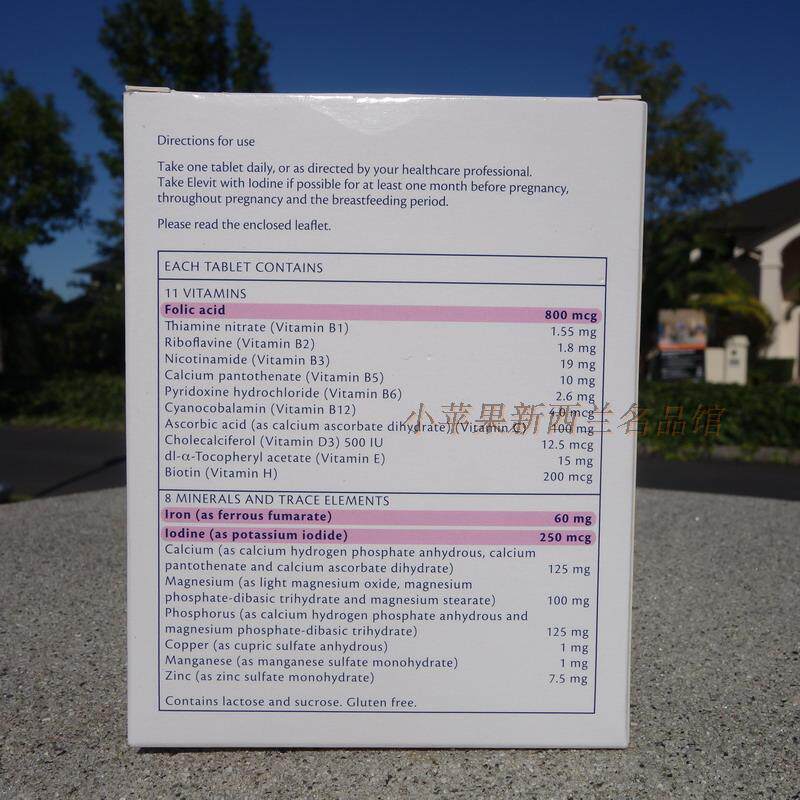 Directions for use
Take one tablet daily, or as directed by your healthcare professional.
Take Elevit with Iodine if possible for at least one month before pregnancy,
throughout pregnancy and the breastfeeding period.
Please read the enclosed leaflet.
EACH TABLET CONTAINS
11 VITAMINS
Folic acid 800 mcg
Thiamine nitrate (Vitamin B1) 1.55 mg
Riboflavine (Vitamin B2) 1.8 mg
Nicotinamide (Vitamin B3) 19 mg
Calcium pantothenate (Vitamin B5) 10 mg
Pyridoxine hydrochloride (Vitamin B6) 2.6 mg
Cyanocobalamin (Vitamin B12) 4.0 mcg
Ascorbic acid (as calcium ascorbate dihydrate) (Vitamin C) 100 mg
Cholecalciferol (Vitamin D3) 500 IU 12.5 mcg
dl-α-Tocopheryl acetate (Vitamin E) 15 mg
Biotin (Vitamin H) 200 mcg
小苹果新西兰名品馆
8 MINERALS AND TRACE ELEMENTS
Iron (as ferrous fumarate) 60 mg
Iodine (as potassium iodide) 250 mcg
Calcium (as calcium hydrogen phosphate anhydrous, calcium
pantothenate and calcium ascorbate dihydrate) 125 mg
Magnesium (as light magnesium oxide, magnesium
phosphate-dibasic trihydrate and magnesium stearate) 100 mg
Phosphorus (as calcium hydrogen phosphate anhydrous and
magnesium phosphate-dibasic trihydrate) 125 mg
Copper (as cupric sulfate anhydrous) 1 mg
Manganese (as manganese sulfate monohydrate) 1 mg
Zinc (as zinc sulfate monohydrate) 7.5 mg
Contains lactose and sucrose. Gluten free.